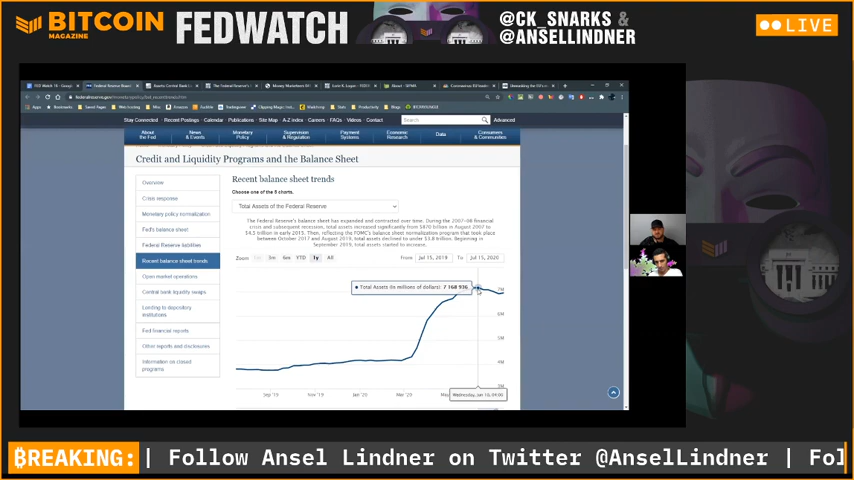 BITCOIN
MAGAZINE
FEDWATCH
@CK_SNARKS &
@ANSELLINDNER
LIVE
Stay Connected Recent Postings Calendar Publications Site Map A-Z Index Careers FAQs Videos Contact
Search
Advanced
About the Fed
News & Events
Monetary Policy
Supervision & Regulation
Payment Systems
Economic Research
Data
Consumers & Communities
Credit and Liquidity Programs and the Balance Sheet
Overview
Crisis response
Monetary policy normalization
Fed's balance sheet
Federal Reserve liabilities
Recent balance sheet trends
Open market operations
Central bank liquidity swaps
Lending to depository
institutions
Fed financial reports
Other reports and disclosures
Information on closed
programs
Recent balance sheet trends
Choose one of the 5 charts.
Total Assets of the Federal Reserve
The Federal Reserve's balance sheet has expanded and contracted over time. During the 2007-08 financial
crisis and subsequent recession, total assets increased significantly from $870 billion in August 2007 to
$4.5 trillion in early 2015. Then, reflecting the FOMC's balance sheet normalization program that took
place between October 2017 and August 2019, total assets declined to under $3.8 trillion. Beginning in
September 2019, total assets started to increase.
Zoom 3m 6m YTD 1y All
From Jul 15, 2019 To Jul 15, 2020
Total Assets (in millions of dollars): 7 168 936
7M
6M
4M
Sep '19 Nov '19 Jan '20 Mar '20
Wednesday, Jun 10, 04:00
BREAKING: | Follow Ansel Lindner on Twitter @AnselLindner | Fol